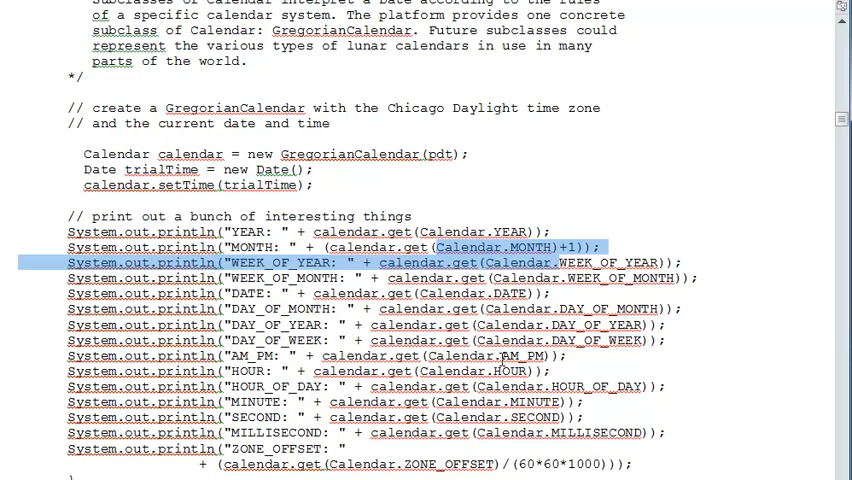 Subclasses of Calendar interpret a Date according to the rules
of a specific calendar system. The platform provides one concrete
subclass of Calendar: GregorianCalendar. Future subclasses could
represent the various types of lunar calendars in use in many
parts of the world.
*/
// create a GregorianCalendar with the Chicago Daylight time zone
// and the current date and time
Calendar calendar = new GregorianCalendar(pdt);
Date trialTime = new Date();
calendar.setTime(trialTime);
// print out a bunch of interesting things
System.out.println("YEAR: " + calendar.get(Calendar.YEAR));
System.out.println("MONTH: " + (calendar.get(Calendar.MONTH)+1));
System.out.println("WEEK_OF_YEAR: " + calendar.get(Calendar.WEEK_OF_YEAR));
System.out.println("WEEK_OF_MONTH: " + calendar.get(Calendar.WEEK_OF_MONTH));
System.out.println("DATE: " + calendar.get(Calendar.DATE));
System.out.println("DAY_OF_MONTH: " + calendar.get(Calendar.DAY_OF_MONTH));
System.out.println("DAY_OF_YEAR: " + calendar.get(Calendar.DAY_OF_YEAR));
System.out.println("DAY_OF_WEEK: " + calendar.get(Calendar.DAY_OF_WEEK));
System.out.println("AM_PM: " + calendar.get(Calendar.AM_PM));
System.out.println("HOUR: " + calendar.get(Calendar.HOUR));
System.out.println("HOUR_OF_DAY: " + calendar.get(Calendar.HOUR_OF_DAY));
System.out.println("MINUTE: " + calendar.get(Calendar.MINUTE));
System.out.println("SECOND: " + calendar.get(Calendar.SECOND));
System.out.println("MILLISECOND: " + calendar.get(Calendar.MILLISECOND));
System.out.println("ZONE_OFFSET: "
+ (calendar.get(Calendar.ZONE_OFFSET)/(60*60*1000)));